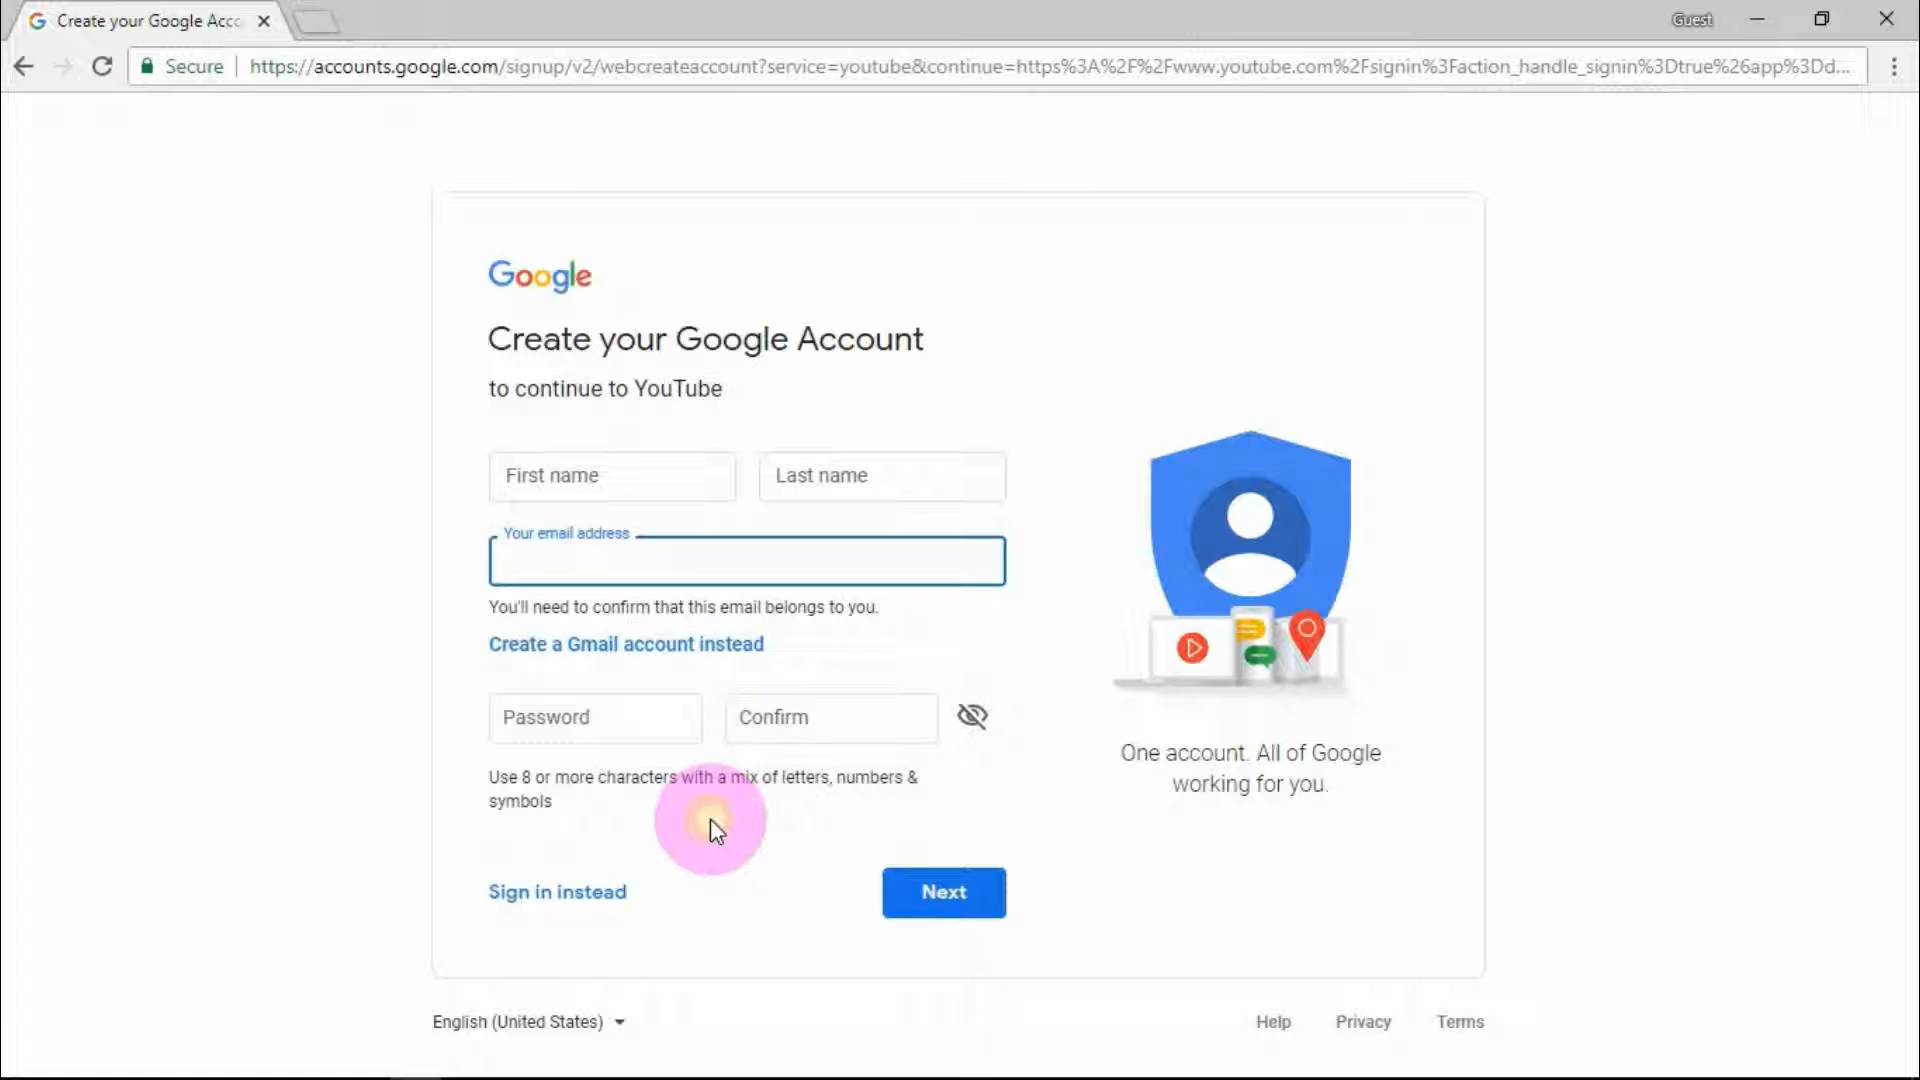 Create your Google Acc
Guest
Secure
https://accounts.google.com/signup/v2/webcreateaccount?service=youtube&continue=https%3A%2F%2Fwww.youtube.com%2Fsignin%3Faction_handle_signin%3Dtrue%26app%3Dd...
Google
Create your Google Account
to continue to YouTube
First name
Last name
Your email address
You'll need to confirm that this email belongs to you.
Create a Gmail account instead
Password
Confirm
Use 8 or more characters with a mix of letters, numbers &
symbols
Sign in instead
Next
One account. All of Google
working for you.
English (United States)
Help
Privacy
Terms